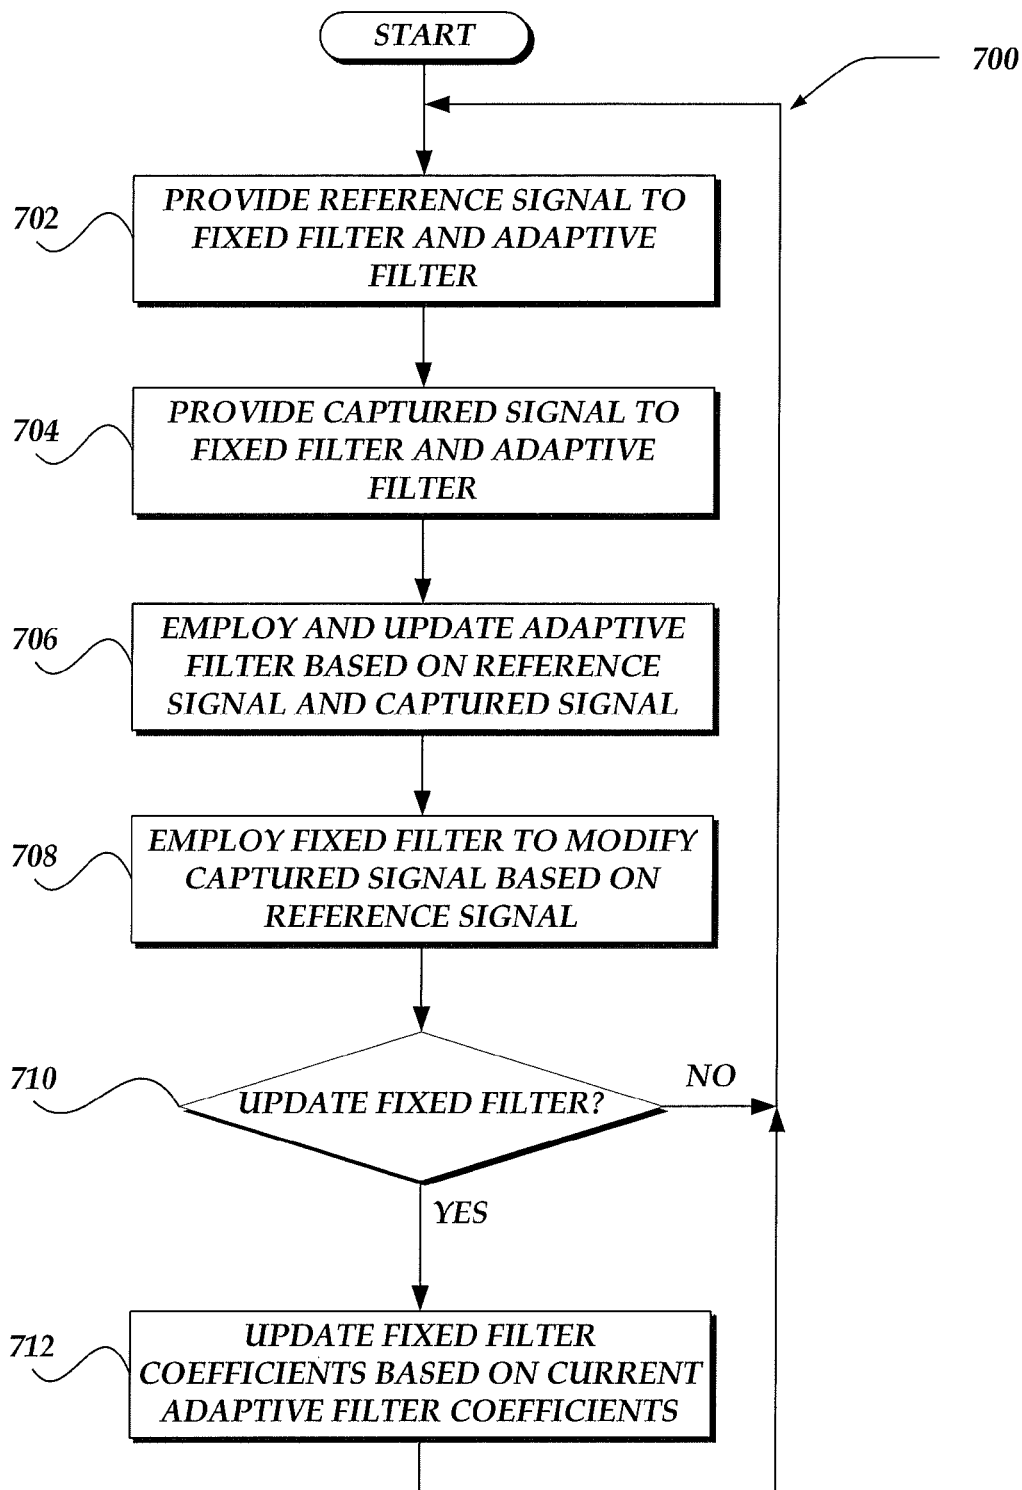 START
700
702
PROVIDE REFERENCE SIGNAL TO
FIXED FILTER AND ADAPTIVE
FILTER
704
PROVIDE CAPTURED SIGNAL TO
FIXED FILTER AND ADAPTIVE
FILTER
706
EMPLOY AND UPDATE ADAPTIVE
FILTER BASED ON REFERENCE
SIGNAL AND CAPTURED SIGNAL
708
EMPLOY FIXED FILTER TO MODIFY
CAPTURED SIGNAL BASED ON
REFERENCE SIGNAL
710
UPDATE FIXED FILTER?
NO
YES
712
UPDATE FIXED FILTER
COEFFICIENTS BASED ON CURRENT
ADAPTIVE FILTER COEFFICIENTS